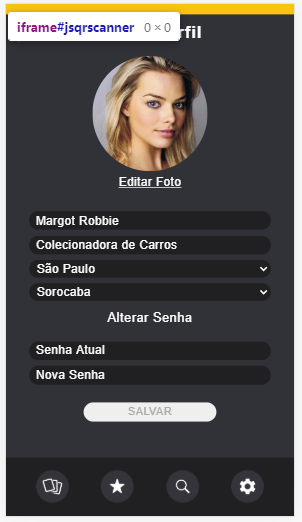 iframe#jsqrscanner 0 × 0
rfil
Editar Foto
Margot Robbie
Colecionadora de Carros
São Paulo
Sorocaba
Alterar Senha
Senha Atual
Nova Senha
SALVAR